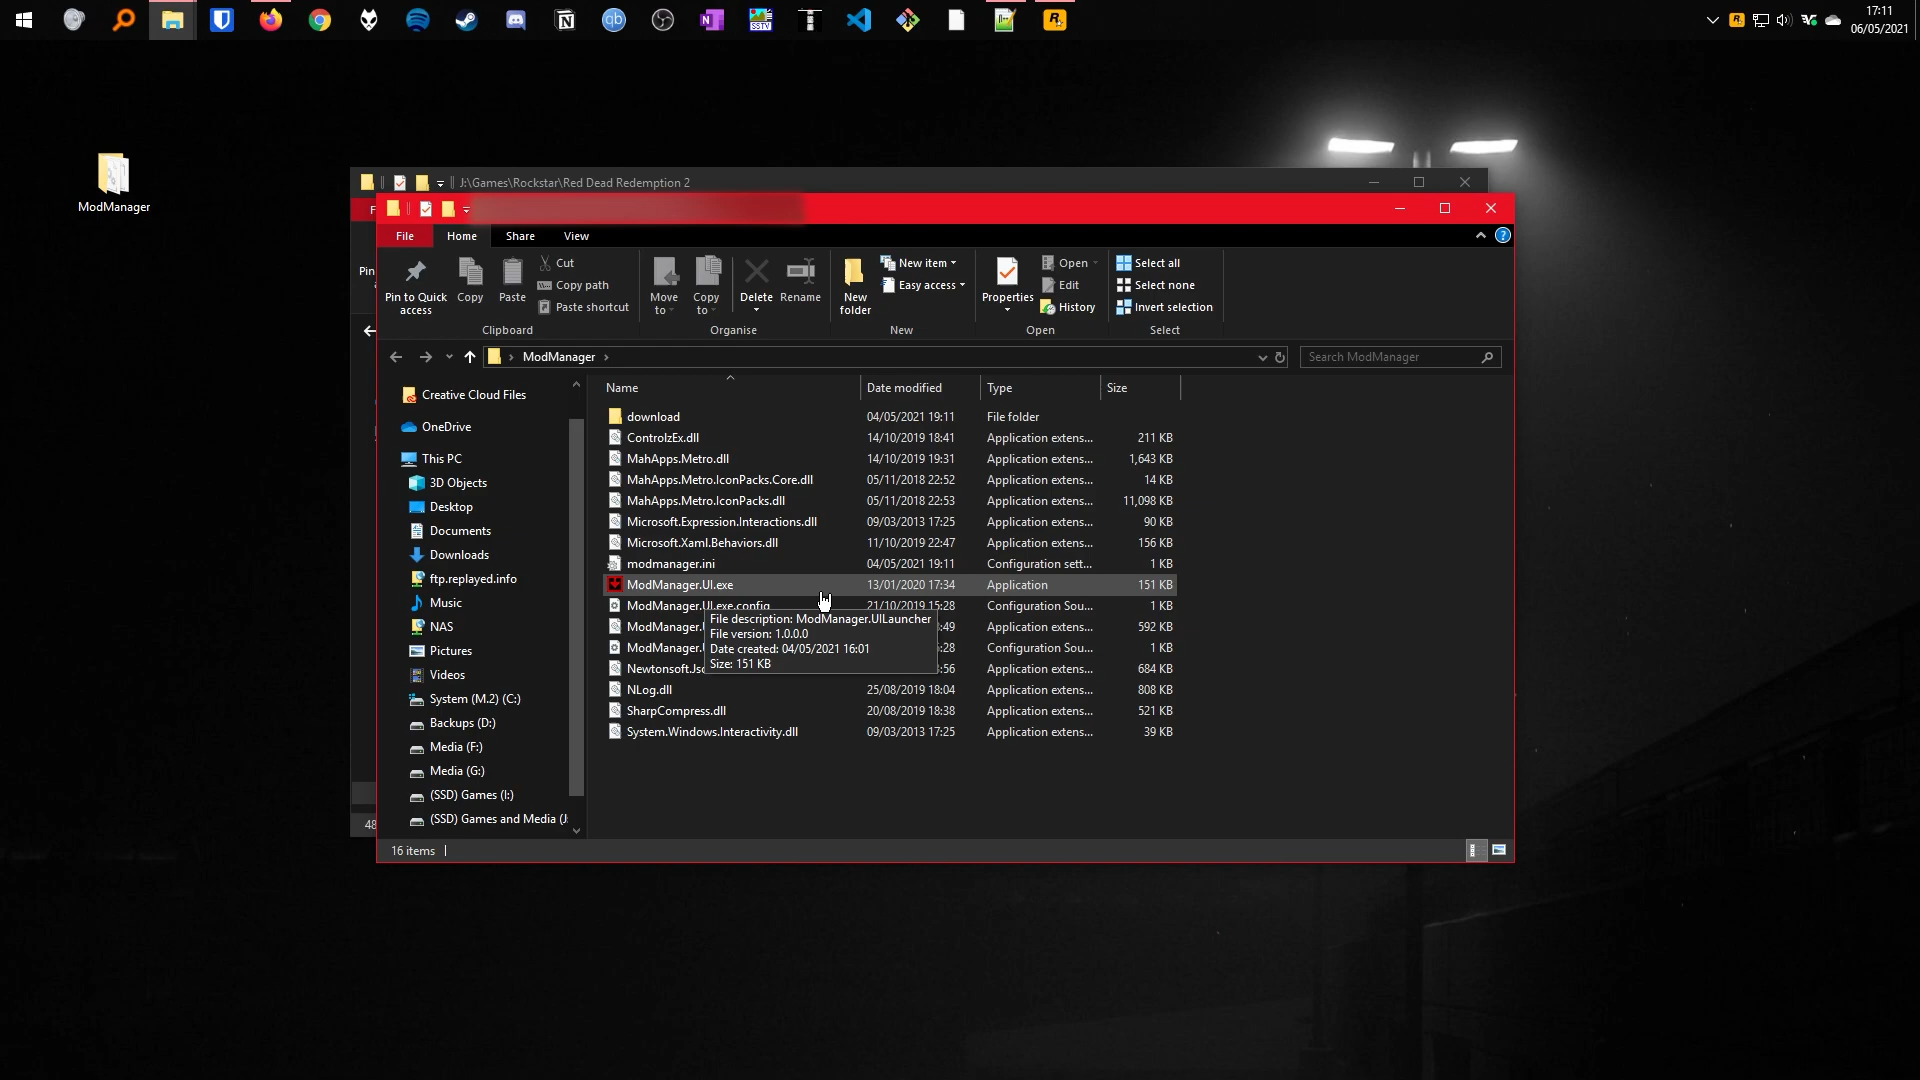 17:11
06/05/2021
SSTV
ModManager
J:\Games\Rockstar\Red Dead Redemption 2
File
Home
Share
View
Pin to Quick access
Copy
Paste
Cut
Copy path
Paste shortcut
Move to
Copy to
Delete
Rename
New folder
New item
Easy access
Properties
Open
Edit
History
Select all
Select none
Invert selection
Clipboard
Organise
New
Open
Select
Pin
ModManager
Search ModManager
Creative Cloud Files
OneDrive
This PC
3D Objects
Desktop
Documents
Downloads
ftp.replayed.info
Music
NAS
Pictures
Videos
System (M.2) (C:)
Backups (D:)
Media (F:)
Media (G:)
(SSD) Games (I:)
(SSD) Games and Media (J:
Name Date modified Type Size
download 04/05/2021 19:11 File folder
ControlzEx.dll 14/10/2019 18:41 Application extens... 211 KB
MahApps.Metro.dll 14/10/2019 19:31 Application extens... 1,643 KB
MahApps.Metro.IconPacks.Core.dll 05/11/2018 22:52 Application extens... 14 KB
MahApps.Metro.IconPacks.dll 05/11/2018 22:53 Application extens... 11,098 KB
Microsoft.Expression.Interactions.dll 09/03/2013 17:25 Application extens... 90 KB
Microsoft.Xaml.Behaviors.dll 11/10/2019 22:47 Application extens... 156 KB
modmanager.ini 04/05/2021 19:11 Configuration sett... 1 KB
ModManager.UI.exe 13/01/2020 17:34 Application 151 KB
ModManager.UI.exe.config 21/10/2019 15:28 Configuration Sou... 1 KB
ModManager. :49 Application extens... 592 KB
ModManager. :28 Configuration Sou... 1 KB
Newtonsoft.Jso :56 Application extens... 684 KB
NLog.dll 25/08/2019 18:04 Application extens... 808 KB
SharpCompress.dll 20/08/2019 18:38 Application extens... 521 KB
System.Windows.Interactivity.dll 09/03/2013 17:25 Application extens... 39 KB
File description: ModManager.UILauncher
File version: 1.0.0.0
Date created: 04/05/2021 16:01
Size: 151 KB
48
16 items